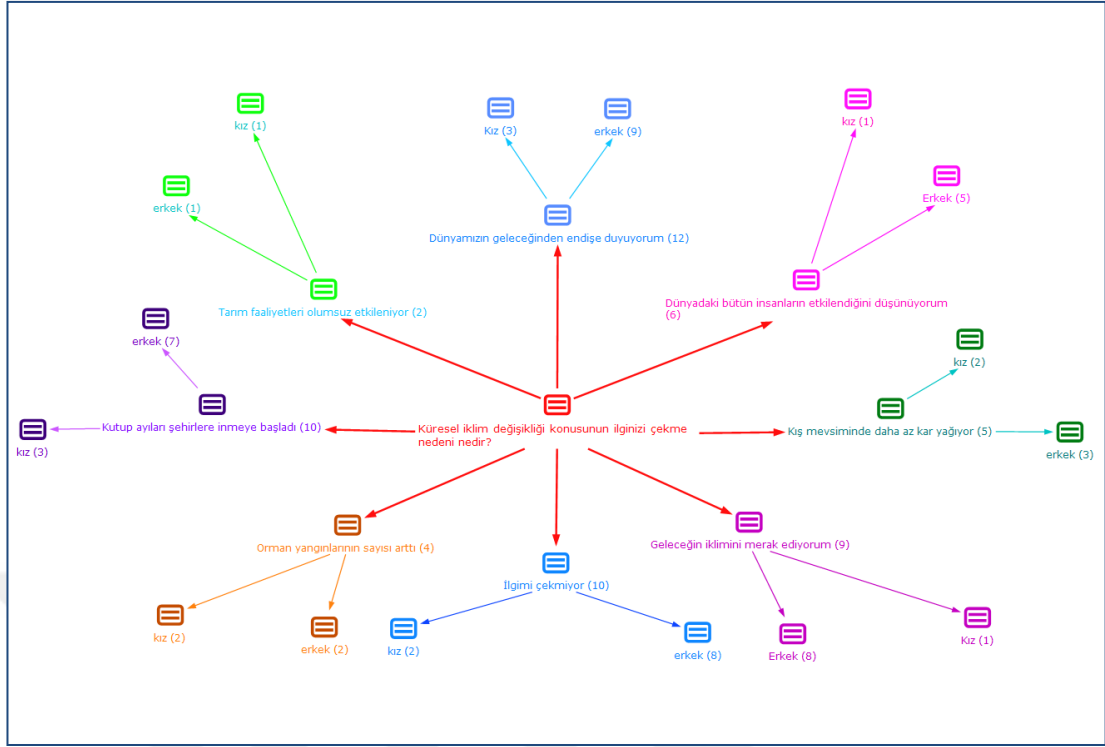 kız (1)
Kız (3)
erkek (9)
kız (1)
erkek (1)
Erkek (5)
Dünyamızın geleceğinden endişe duyuyorum (12)
Tarım faaliyetleri olumsuz etkileniyor (2)
Dünyadaki bütün insanların etkilendiğini düşünüyorum
(6)
erkek (7)
kız (2)
Kutup ayıları şehirlere inmeye başladı (10)
Küresel iklim değişikliği konusunun ilginizi çekme
nedeni nedir?
Kış mevsiminde daha az kar yağıyor (5)
kız (3)
erkek (3)
Orman yangınlarının sayısı arttı (4)
Geleceğin iklimini merak ediyorum (9)
İlgimi çekmiyor (10)
kız (2)
erkek (2)
kız (2)
erkek (8)
Erkek (8)
Kız (1)